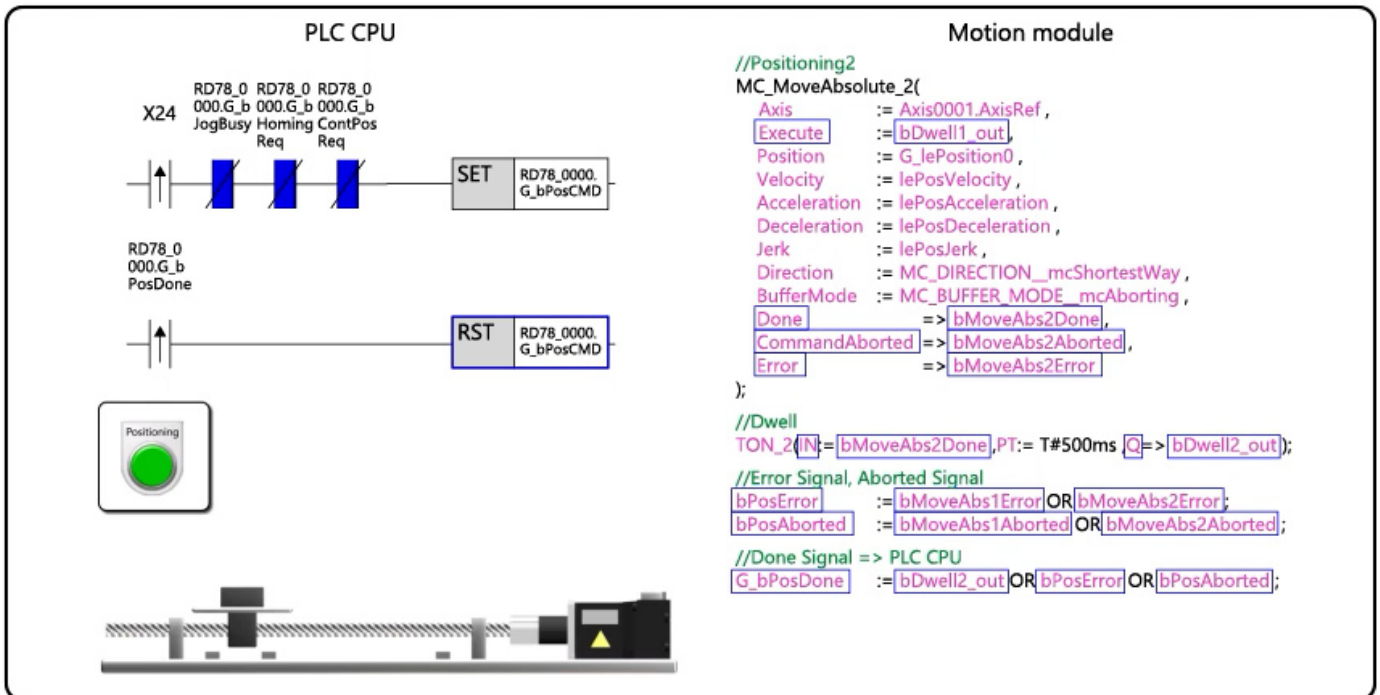 PLC CPU
X24
RD78_0
000.G_b
JogBusy
RD78_0
000.G_b
Homing
Req
RD78_0
000.G_b
ContPos
Req
SET
RD78_0000.
G_bPosCMD
RD78_0
000.G_b
PosDone
RST
RD78_0000.
G_bPosCMD
Positioning
Motion module
//Positioning2
MC_MoveAbsolute_2(
Axis := Axis0001.AxisRef ,
Execute := bDwell1_out ,
Position := G_lePosition0 ,
Velocity := lePosVelocity ,
Acceleration := lePosAcceleration ,
Deceleration := lePosDeceleration ,
Jerk := lePosJerk ,
Direction := MC_DIRECTION__mcShortestWay ,
BufferMode := MC_BUFFER_MODE__mcAborting ,
Done => bMoveAbs2Done ,
CommandAborted => bMoveAbs2Aborted ,
Error => bMoveAbs2Error
);
//Dwell
TON_2(IN:= bMoveAbs2Done ,PT:= T#500ms ,Q=> bDwell2_out );
//Error Signal, Aborted Signal
bPosError := bMoveAbs1Error OR bMoveAbs2Error ;
bPosAborted := bMoveAbs1Aborted OR bMoveAbs2Aborted ;
//Done Signal => PLC CPU
G_bPosDone := bDwell2_out OR bPosError OR bPosAborted ;